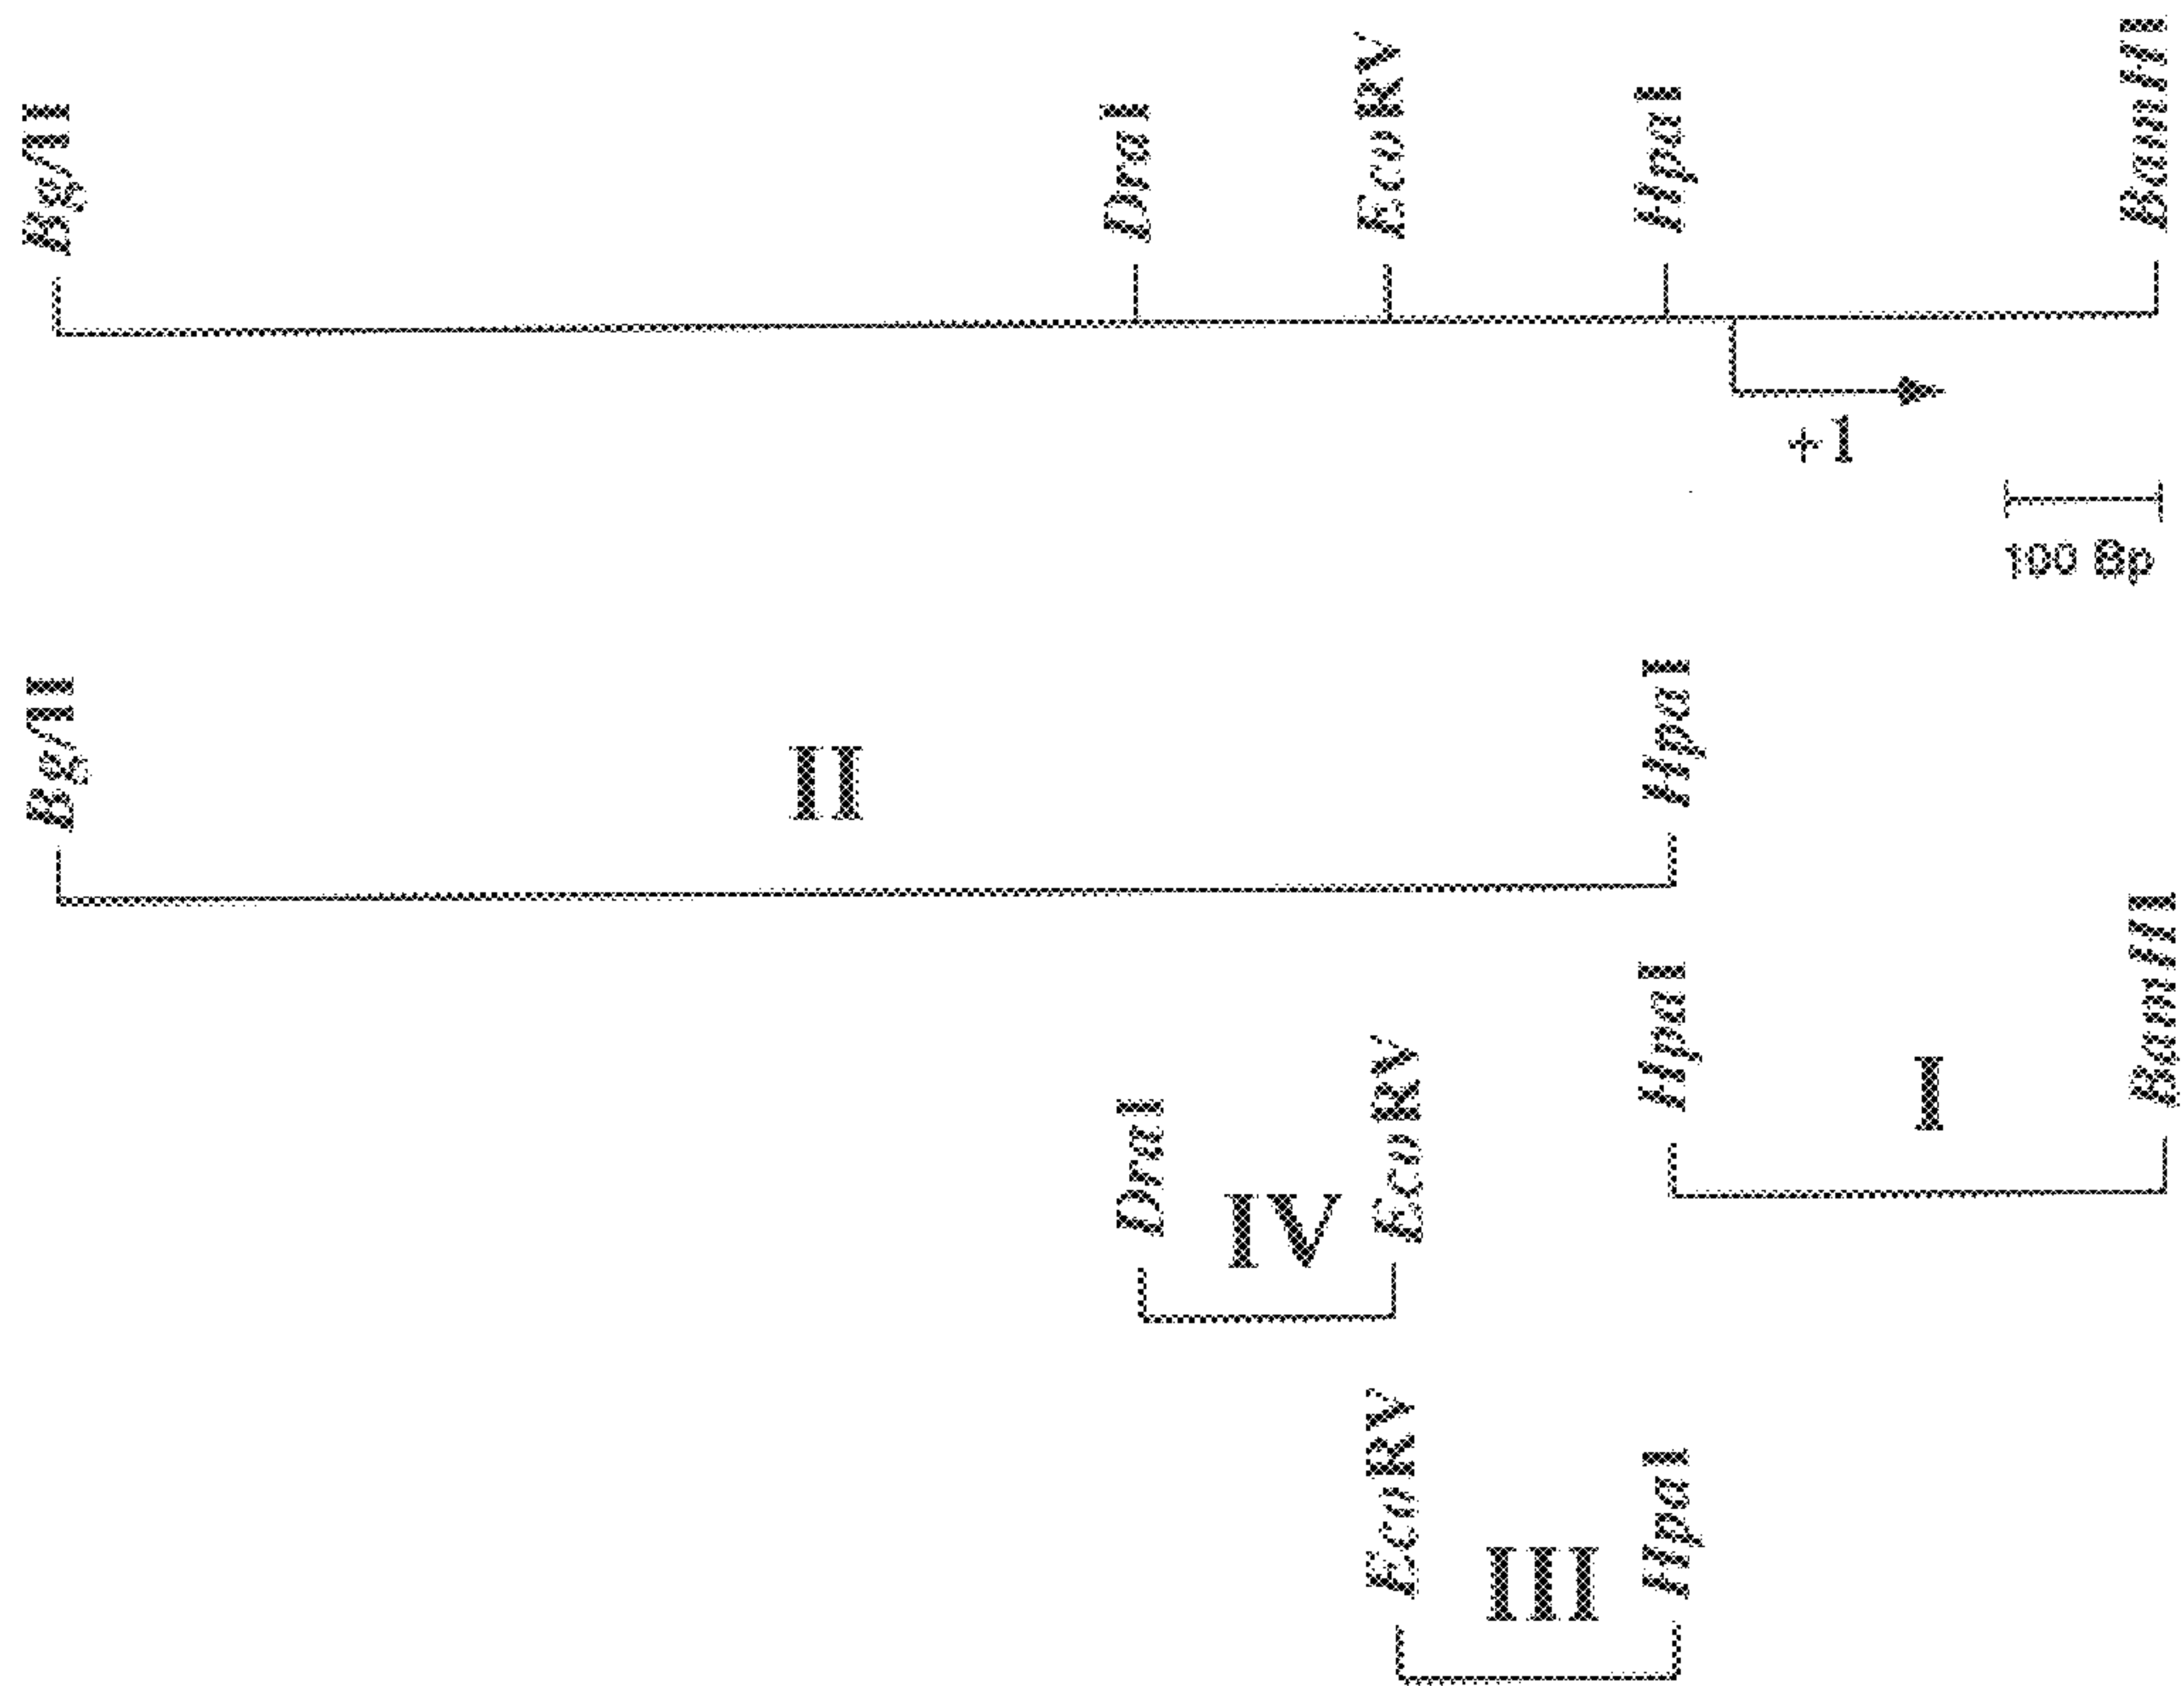 BglII
DraI
EcoRV
HpaI
BamHI
+1
100 Bp
BglII
II
HpaI
HpaI
I
BamHI
DraI
IV
EcoRV
EcoRV
III
HpaI